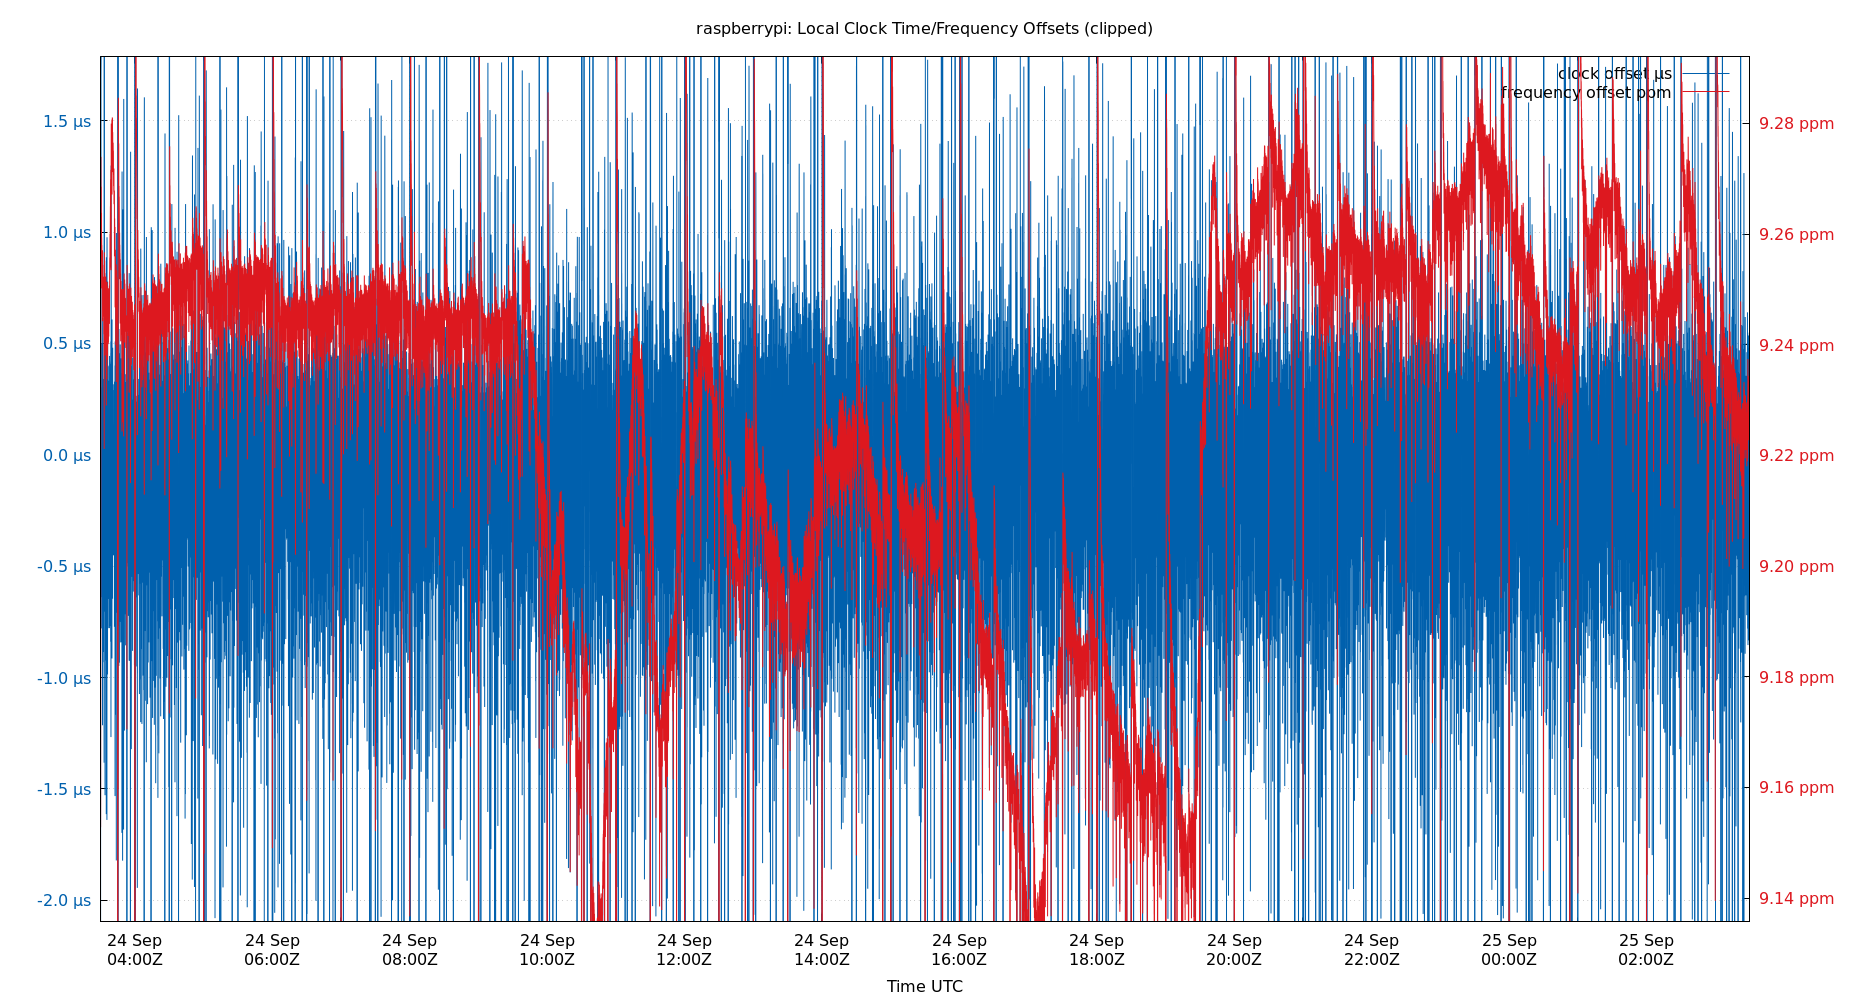 raspberrypi: Local Clock Time/Frequency Offsets (clipped)
clock offset µs
frequency offset ppm
1.5 µs
1.0 µs
0.5 µs
0.0 µs
-0.5 µs
-1.0 µs
-1.5 µs
-2.0 µs
9.28 ppm
9.26 ppm
9.24 ppm
9.22 ppm
9.20 ppm
9.18 ppm
9.16 ppm
9.14 ppm
24 Sep 24 Sep 24 Sep 24 Sep 24 Sep 24 Sep 24 Sep 24 Sep 24 Sep 24 Sep 25 Sep 25 Sep
04:00Z 06:00Z 08:00Z 10:00Z 12:00Z 14:00Z 16:00Z 18:00Z 20:00Z 22:00Z 00:00Z 02:00Z
Time UTC